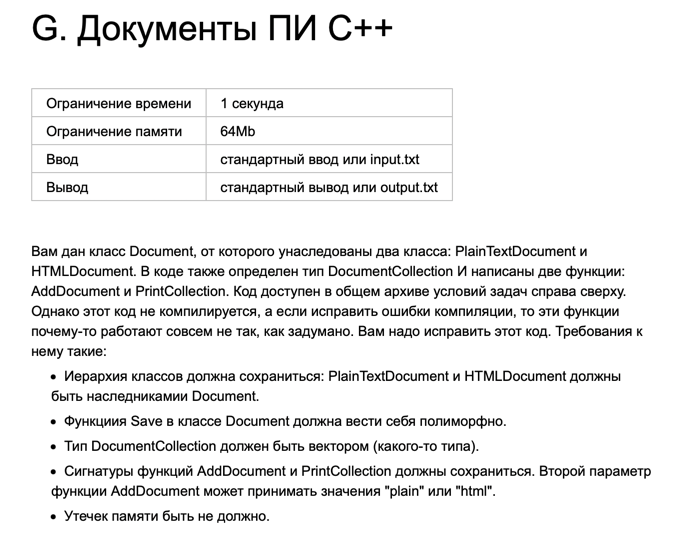 G. Документы ПИ C++
Ограничение времени 1 секунда
Ограничение памяти 64Mb
Ввод стандартный ввод или input.txt
Вывод стандартный вывод или output.txt
Вам дан класс Document, от которого унаследованы два класса: PlainTextDocument и
HTMLDocument. В коде также определен тип DocumentCollection И написаны две функции:
AddDocument и PrintCollection. Код доступен в общем архиве условий задач справа сверху.
Однако этот код не компилируется, а если исправить ошибки компиляции, то эти функции
почему-то работают совсем не так, как задумано. Вам надо исправить этот код. Требования к
нему такие:
• Иерархия классов должна сохраниться: PlainTextDocument и HTMLDocument должны
быть наследникамии Document.
• Функциия Save в классе Document должна вести себя полиморфно.
• Тип DocumentCollection должен быть вектором (какого-то типа).
• Сигнатуры функций AddDocument и PrintCollection должны сохраниться. Второй параметр
функции AddDocument может принимать значения "plain" или "html".
• Утечек памяти быть не должно.